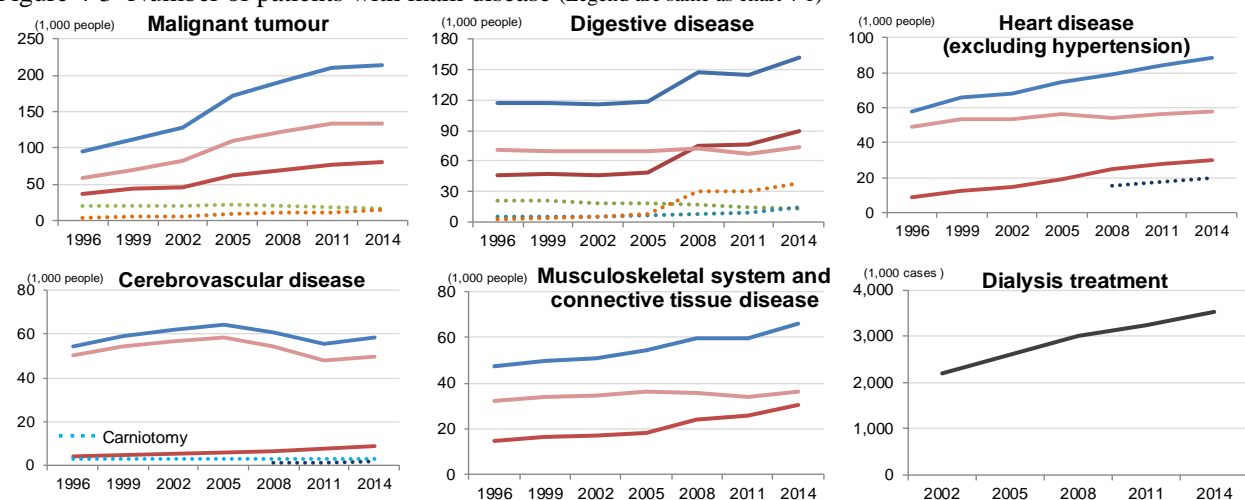 Figure Number of patients with main disease (Legend are same as chart
(1,000 people) Malignant tumour
250
200
150
100
50
0
1996 1999 2002 2005 2008 2011 2014
(1,000 people) Digestive disease
180
150
120
90
60
30
0
1996 1999 2002 2005 2008 2011 2014
(1,000 people) Heart disease
(excluding hypertension)
100
80
60
40
20
0
1996 1999 2002 2005 2008 2011 2014
(1,000 people) Cerebrovascular disease
80
60
40
20
0
Carniotomy
1996 1999 2002 2005 2008 2011 2014
(1,000 people) Musculoskeletal system and
connective tissue disease
80
60
40
20
0
1996 1999 2002 2005 2008 2011 2014
(1,000 cases )
Dialysis treatment
4,000
3,000
2,000
1,000
0
2002 2005 2008 2011 2014